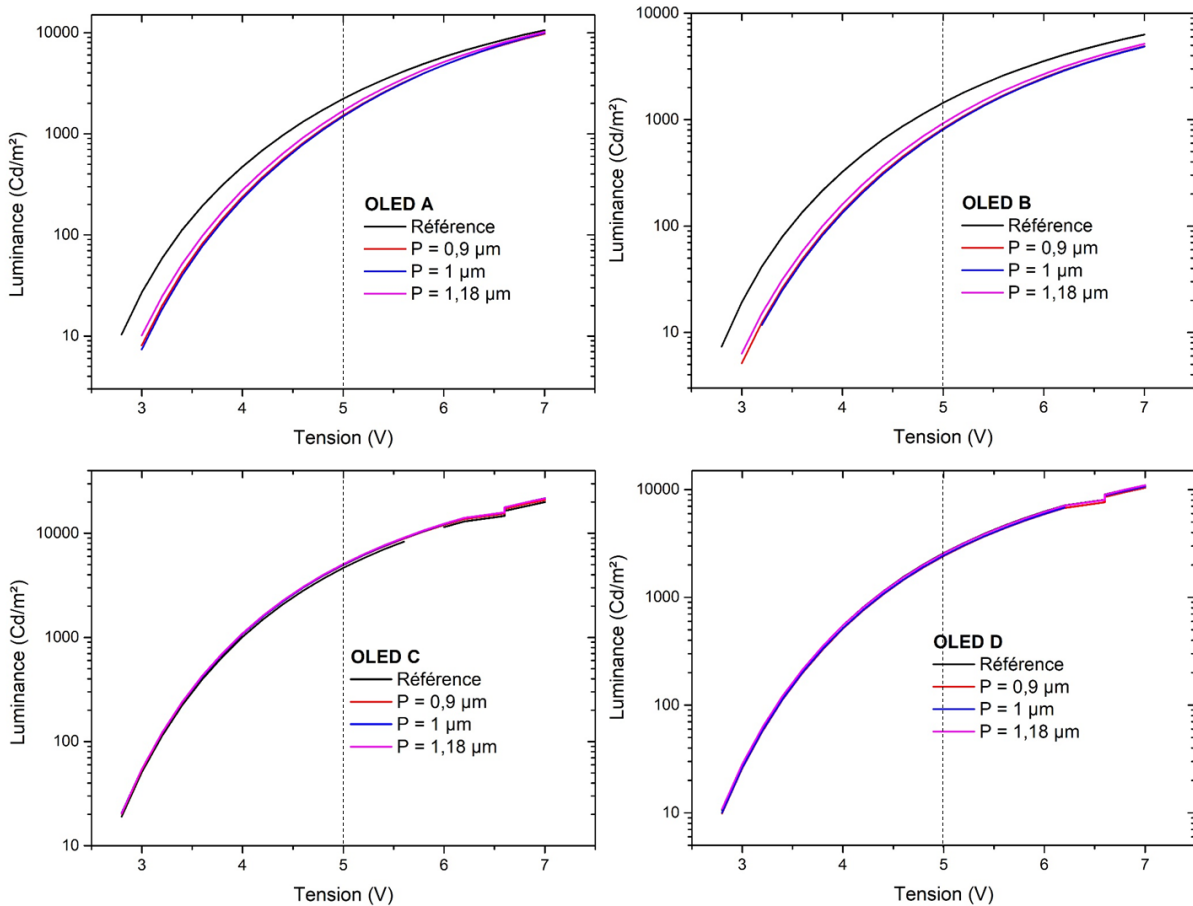 10000
1000
100
10
Luminance (Cd/m²)
OLED A
Référence
P = 0,9 µm
P = 1 µm
P = 1,18 µm
3 4 5 6 7
Tension (V)
10000
1000
100
10
Luminance (Cd/m²)
OLED B
Référence
P = 0,9 µm
P = 1 µm
P = 1,18 µm
3 4 5 6 7
Tension (V)
10000
1000
100
10
Luminance (Cd/m²)
OLED C
Référence
P = 0,9 µm
P = 1 µm
P = 1,18 µm
3 4 5 6 7
Tension (V)
10000
1000
100
10
Luminance (Cd/m²)
OLED D
Référence
P = 0,9 µm
P = 1 µm
P = 1,18 µm
3 4 5 6 7
Tension (V)